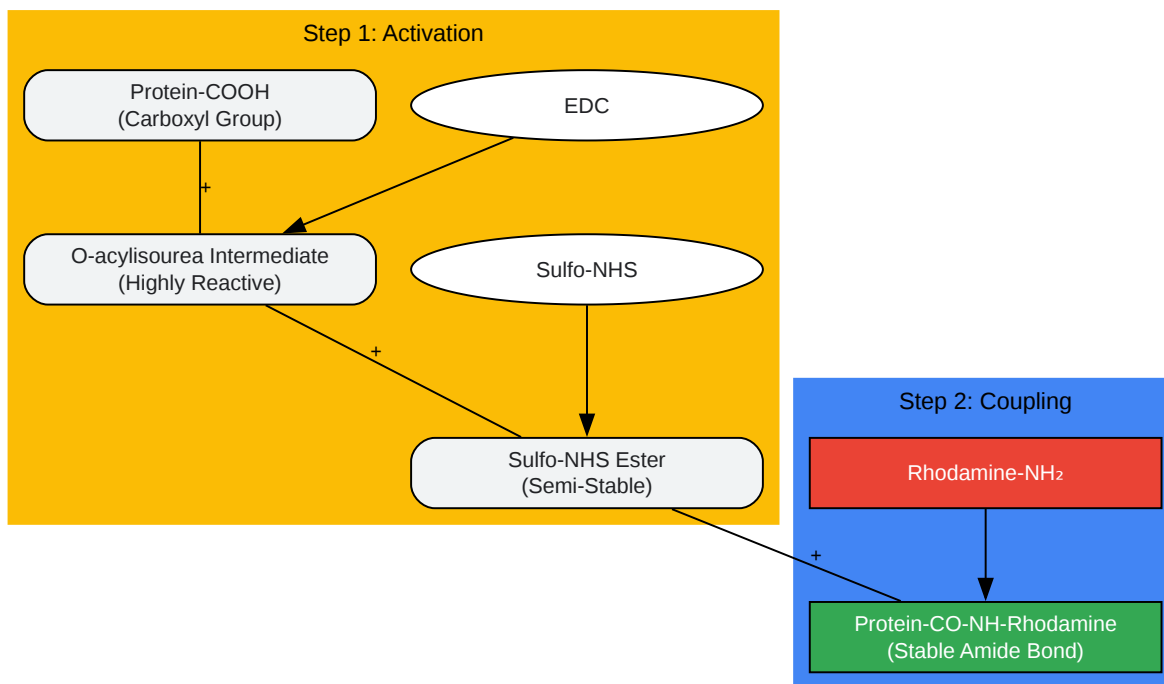 Step 1: Activation
Protein-COOH
(Carboxyl Group)
EDC
+
O-acylisourea Intermediate
(Highly Reactive)
Sulfo-NHS
+
Sulfo-NHS Ester
(Semi-Stable)
Step 2: Coupling
Rhodamine-NH₂
+
Protein-CO-NH-Rhodamine
(Stable Amide Bond)